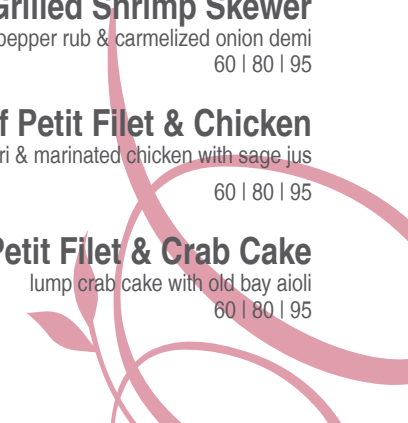 Grilled Shrimp Skewer
pepper rub & carmelized onion demi
60 | 80 | 95
f Petit Filet & Chicken
ri & marinated chicken with sage jus
60 | 80 | 95
Petit Filet & Crab Cake
lump crab cake with old bay aioli
60 | 80 | 95